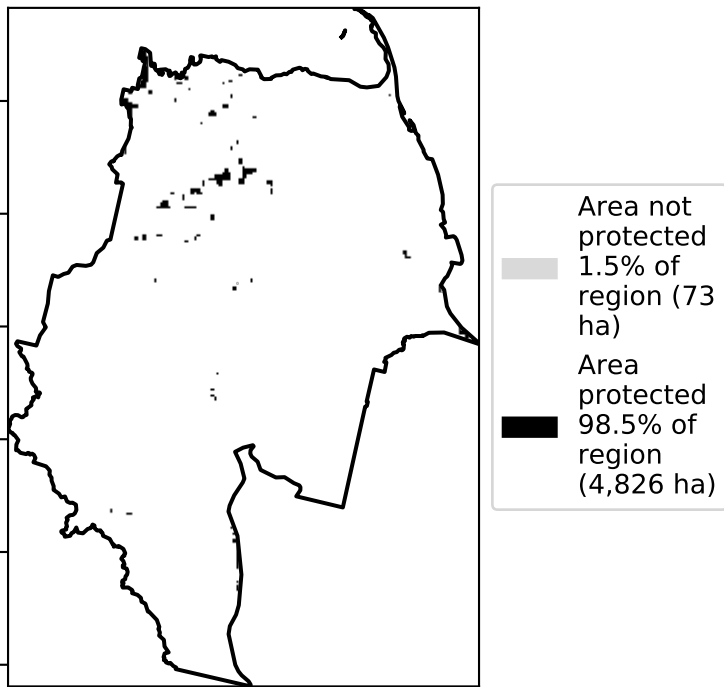 Area not
protected
1.5% of
region (73
ha)
Area
protected
98.5% of
region
(4,826 ha)